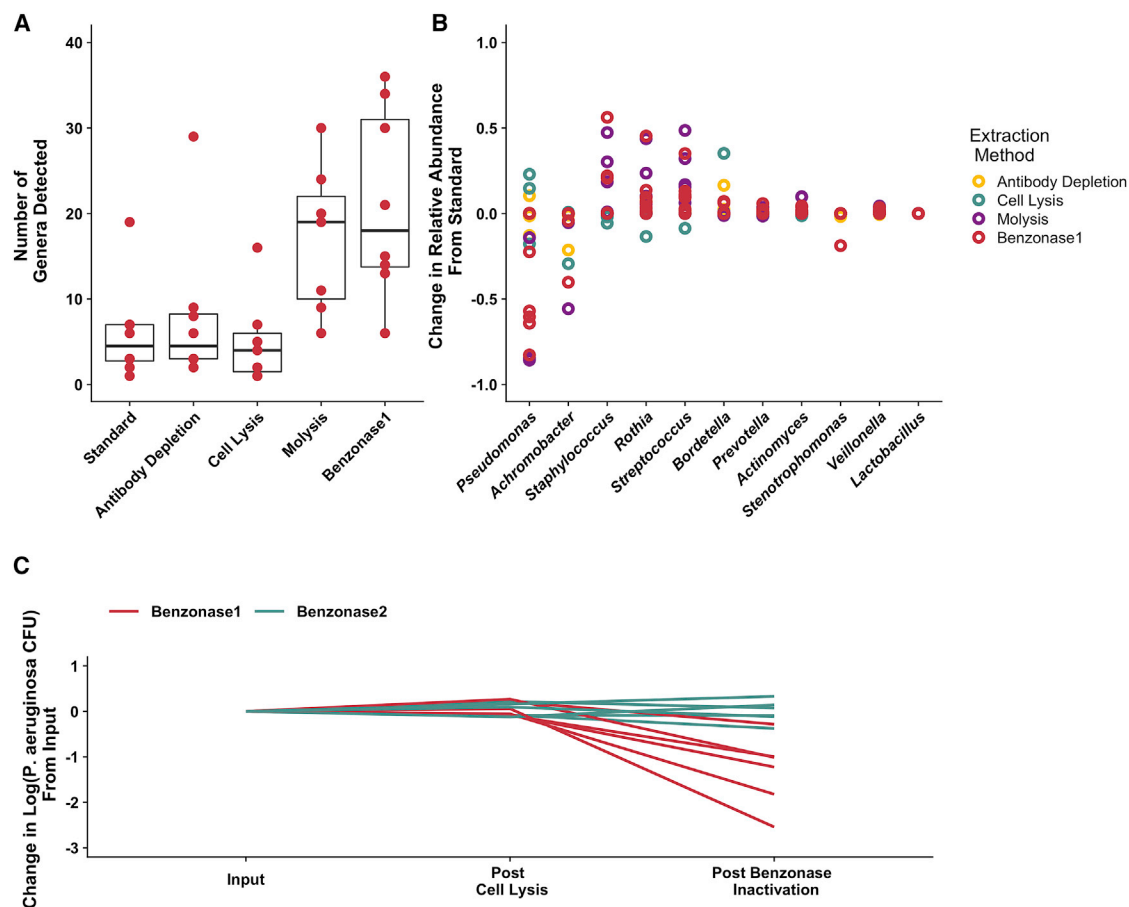 A
Number of
Genera Detected
40
30
20
10
0
Standard
Antibody Depletion
Cell Lysis
Molysis
Benzonase1
B
Change in Relative Abundance
From Standard
1.0
0.5
0.0
-0.5
-1.0
Pseudomonas
Achromobacter
Staphylococcus
Rothia
Streptococcus
Bordetella
Prevotella
Actinomyces
Stenotrophomonas
Veillonella
Lactobacillus
Extraction
Method
Antibody Depletion
Cell Lysis
Molysis
Benzonase1
C
Benzonase1
Benzonase2
Change in Log(P. aeruginosa CFU)
From Input
1
0
-1
-2
-3
Input
Post
Cell Lysis
Post Benzonase
Inactivation